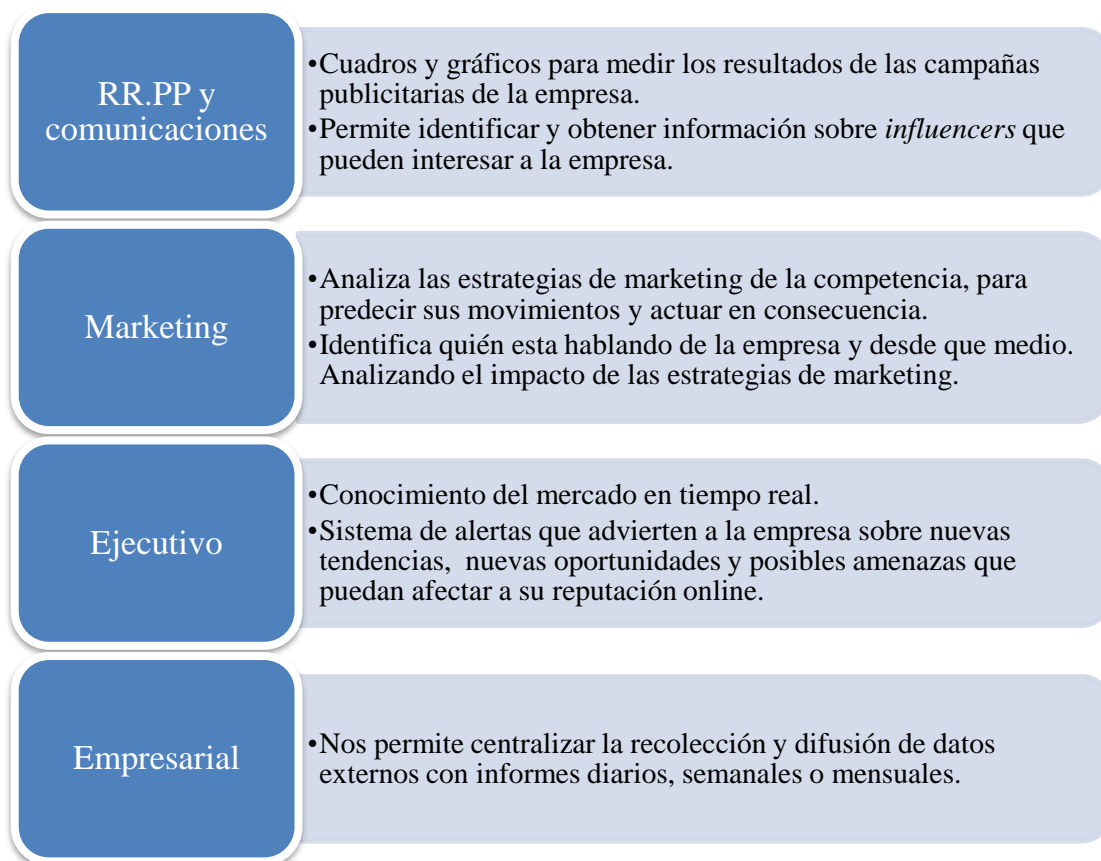 RR.PP y
comunicaciones
•Cuadros y gráficos para medir los resultados de las campañas
publicitarias de la empresa.
•Permite identificar y obtener información sobre influencers que
pueden interesar a la empresa.
Marketing
•Analiza las estrategias de marketing de la competencia, para
predecir sus movimientos y actuar en consecuencia.
•Identifica quién esta hablando de la empresa y desde que medio.
Analizando el impacto de las estrategias de marketing.
Ejecutivo
•Conocimiento del mercado en tiempo real.
•Sistema de alertas que advierten a la empresa sobre nuevas
tendencias,  nuevas oportunidades y posibles amenazas que
puedan afectar a su reputación online.
Empresarial
•Nos permite centralizar la recolección y difusión de datos
externos con informes diarios, semanales o mensuales.